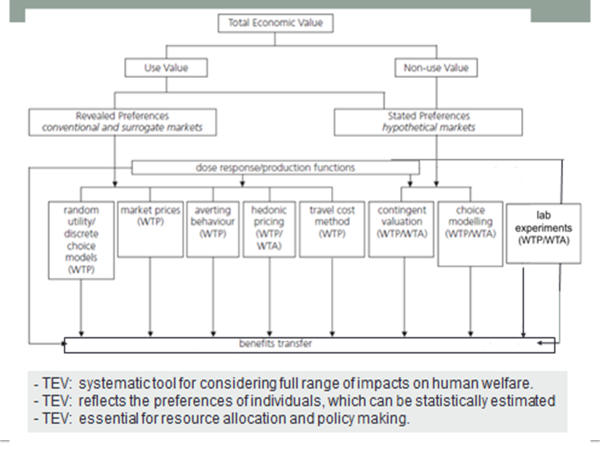 Total Economic Value
Use Value
Non-use Value
Revealed Preferences
conventional and surrogate markets
Stated Preferences
hypothetical markets
dose response/production functions
random
utility/
discrete
choice
models
(WTP)
market prices
(WTP)
averting
behaviour
(WTP)
hedonic
pricing
(WTP/
WTA)
travel cost
method
(WTP)
contingent
valuation
(WTP/WTA)
choice
modelling
(WTP/WTA)
lab
experiments
(WTP/WTA)
benefits transfer
- TEV: systematic tool for considering full range of impacts on human welfare.
- TEV: reflects the preferences of individuals, which can be statistically estimated
- TEV: essential for resource allocation and policy making.